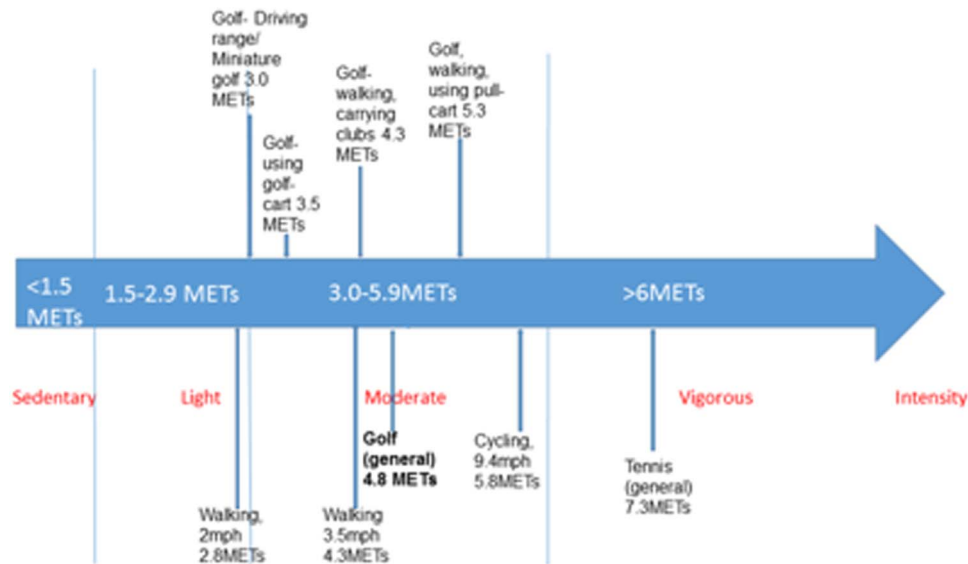 Golf- Driving
range/
Miniature
golf 3.0
METs
Golf-
using
golf-
cart 3.5
METs
Golf-
walking,
carrying
clubs 4.3
METs
Golf,
walking,
using pull-
cart 5.3
METs
<1.5
METs
1.5-2.9 METs
3.0-5.9METs
>6METs
Sedentary
Light
Moderate
Vigorous
Intensity
Walking,
2mph
2.8METs
Walking
3.5mph
4.3METs
Golf
(general)
4.8 METs
Cycling,
9.4mph
5.8METs
Tennis
(general)
7.3METs